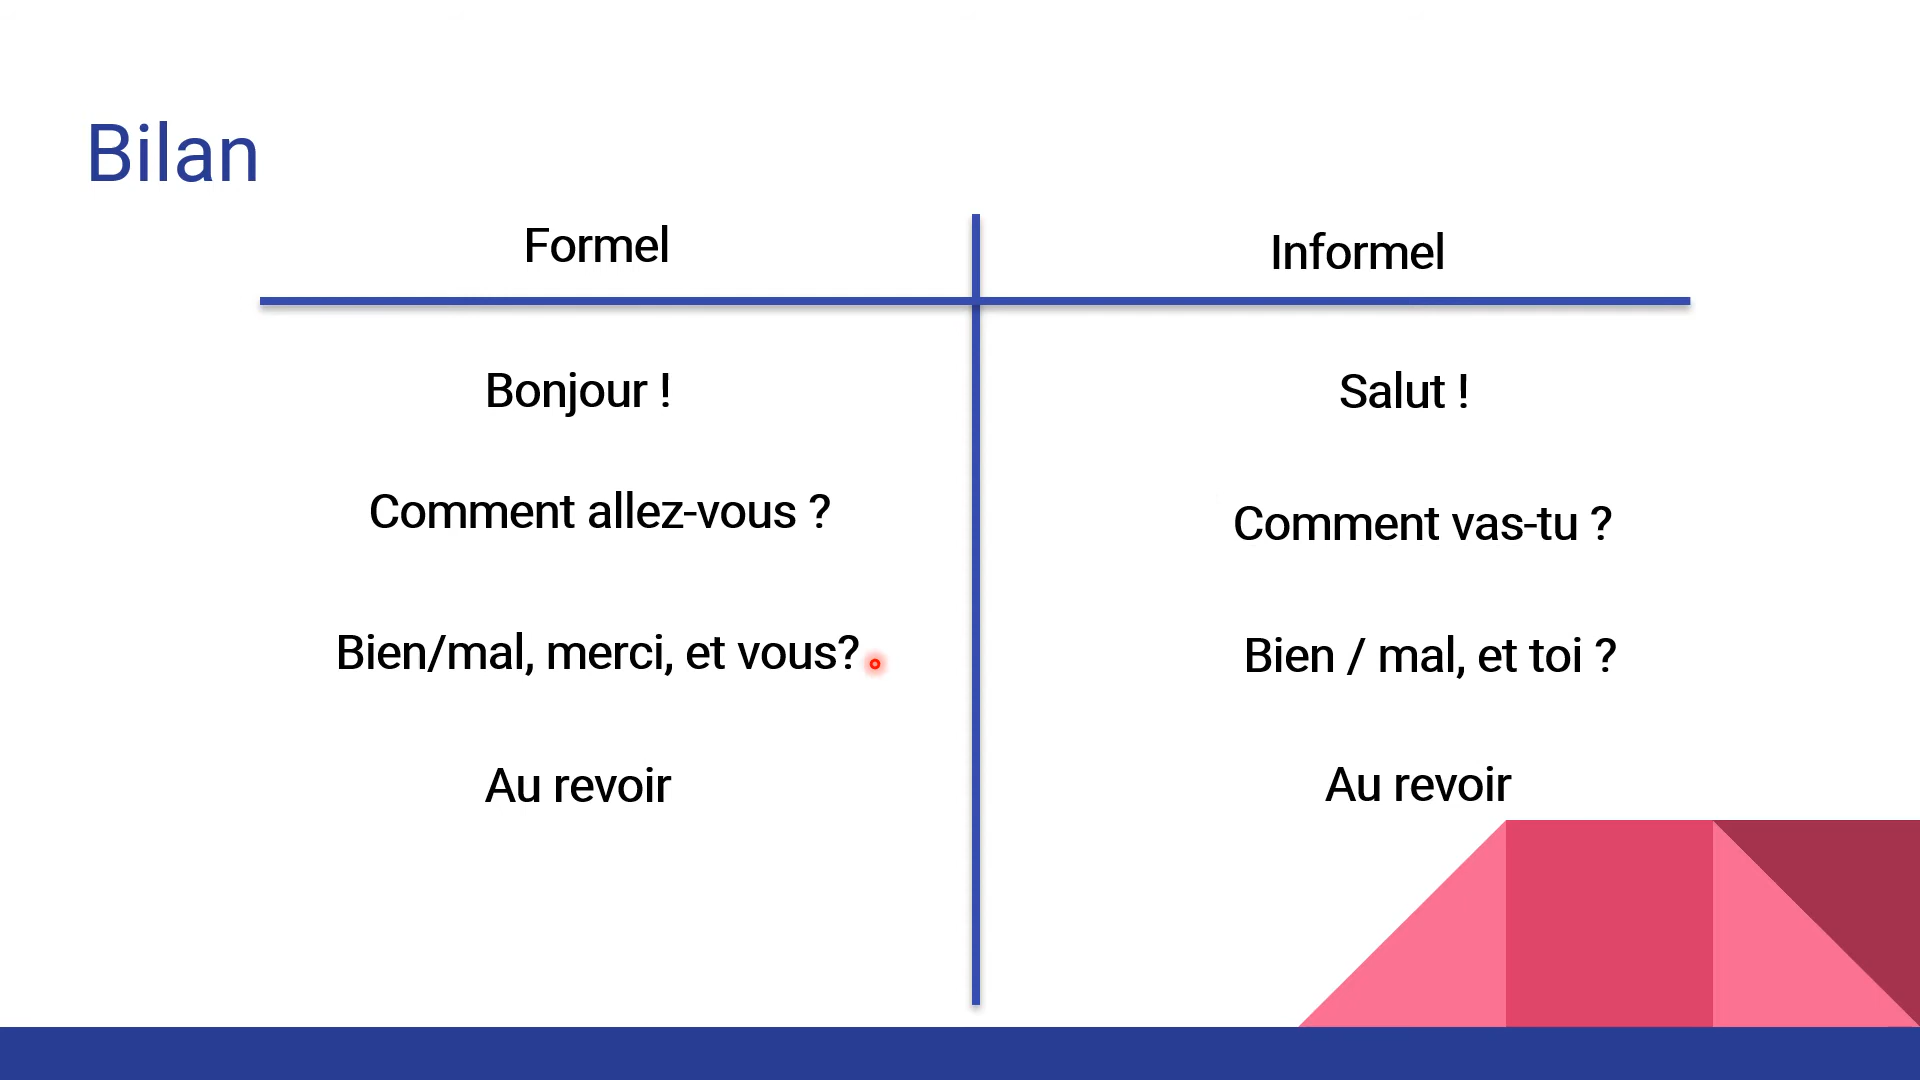 Bilan
Formel
Informel
Bonjour !
Salut !
Comment allez-vous ?
Comment vas-tu ?
Bien/mal, merci, et vous?
Bien / mal, et toi ?
Au revoir
Au revoir